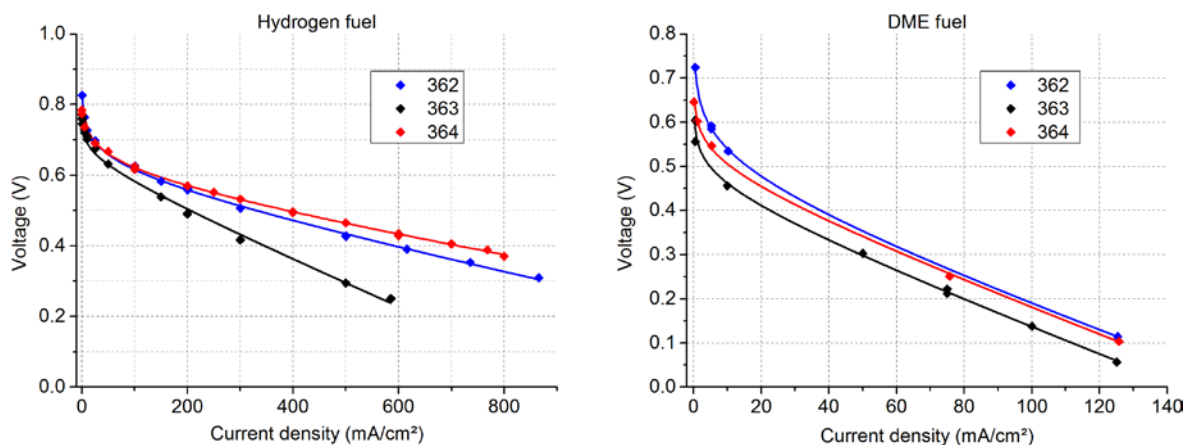 Hydrogen fuel
1.0
0.8
0.6
0.4
0.2
0.0
Voltage (V)
362
363
364
0 200 400 600 800
Current density (mA/cm²)
DME fuel
0.8
0.7
0.6
0.5
0.4
0.3
0.2
0.1
0.0
Voltage (V)
362
363
364
0 20 40 60 80 100 120 140
Current density (mA/cm²)